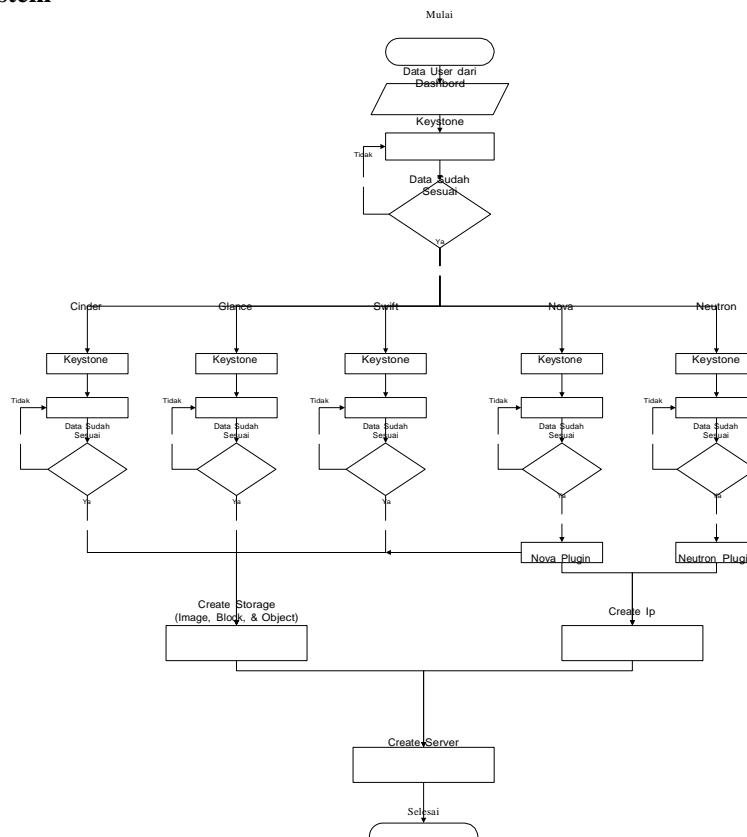 Mulai
Data User dari
Dashbord
Keystone
Tidak
Data Sudah
Sesuai
Ya
Cinder
Glance
Swift
Nova
Neutron
Keystone
Keystone
Keystone
Keystone
Keystone
Tidak
Tidak
Tidak
Tidak
Tidak
Data Sudah
Sesuai
Data Sudah
Sesuai
Data Sudah
Sesuai
Data Sudah
Sesuai
Data Sudah
Sesuai
Ya
Ya
Ya
Ya
Ya
Nova Plugin
Create Storage
(Image, Block, & Object)
Create Ip
Create Server
Selesai